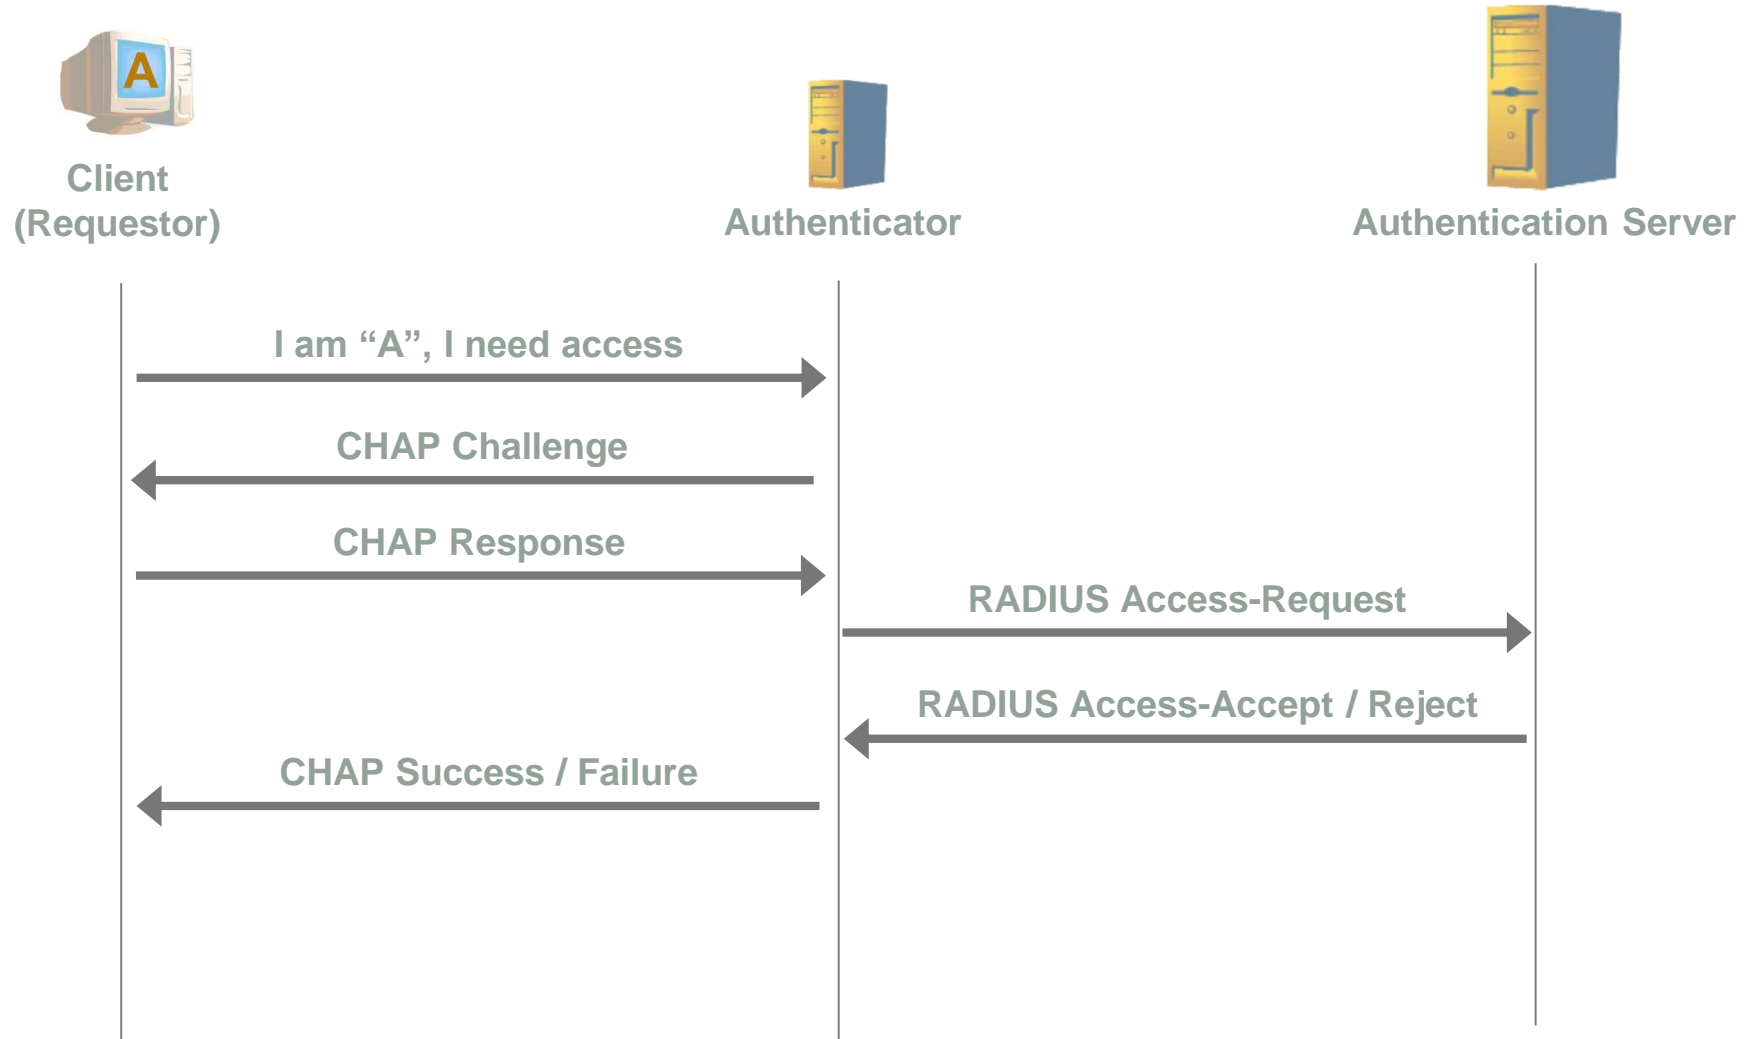 A
Client
(Requestor)
Authenticator
Authentication Server
I am “A”, I need access
CHAP Challenge
CHAP Response
RADIUS Access-Request
RADIUS Access-Accept / Reject
CHAP Success / Failure